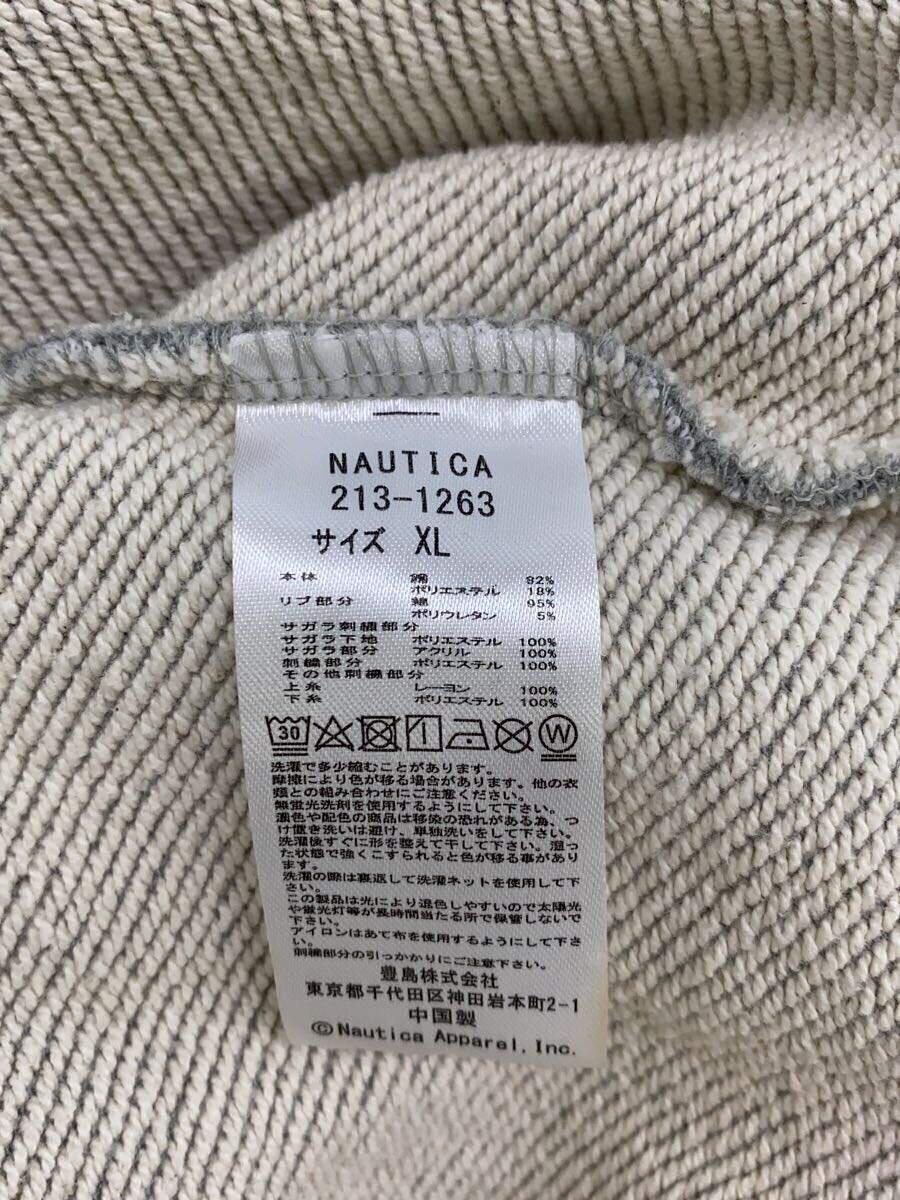 NAUTICA
213-1263
サイズ XL
本体 綿 82%
ポリエステル 18%
リブ部分 綿 95%
ポリウレタン 5%
サガラ刺繍部分
サガラ下地 ポリエステル 100%
サガラ部分 アクリル 100%
刺繍部分 ポリエステル 100%
その他刺繍部分
上糸 レーヨン 100%
下糸 ポリエステル 100%
30 W
洗濯で多少縮むことがあります。
摩擦により色が移る場合があります。他の衣
類との組み合わせにご注意ください。
無蛍光洗剤を使用するようにして下さい。
濃色や配色の商品は移染の恐れがある為、つ
け置き洗いは避け、単独洗いをして下さい。
洗濯後すぐに形を整えて干して下さい。湿っ
た状態で強くこすられると色が移る事があり
ます。
洗濯の際は裏返して洗濯ネットを使用して下
さい。
この製品は光により退色しやすいので太陽光
や蛍光灯等が長時間当たる所で保管しないで
下さい。
アイロンはあて布を使用するようにして下さ
い。
刺繍部分の引っかかりにご注意下さい。
豊島株式会社
東京都千代田区神田岩本町2-1
中国製
©Nautica Apparel, Inc.